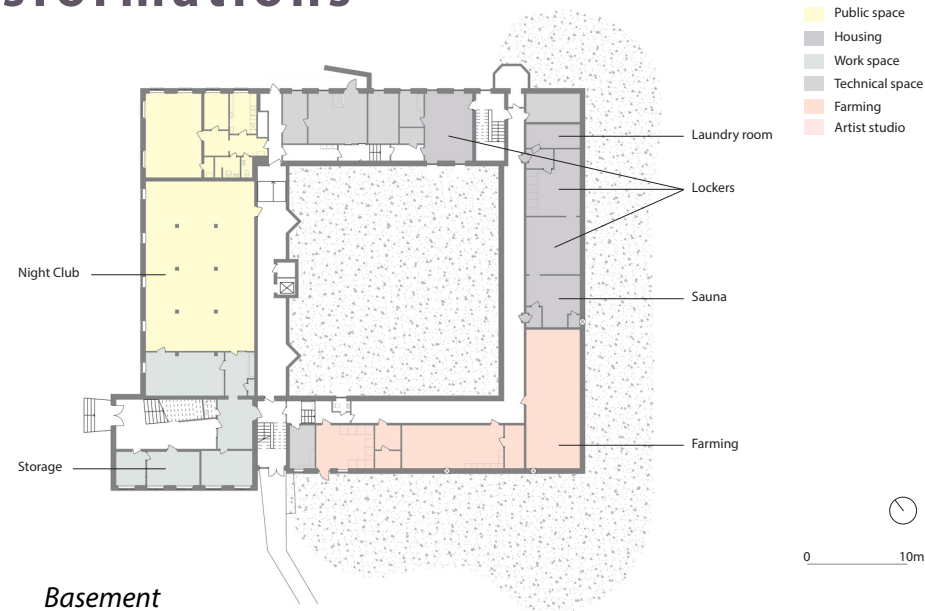 sformations
Public space
Housing
Work space
Technical space
Farming
Artist studio
Laundry room
Lockers
Night Club
Sauna
Farming
Storage
0 10m
Basement